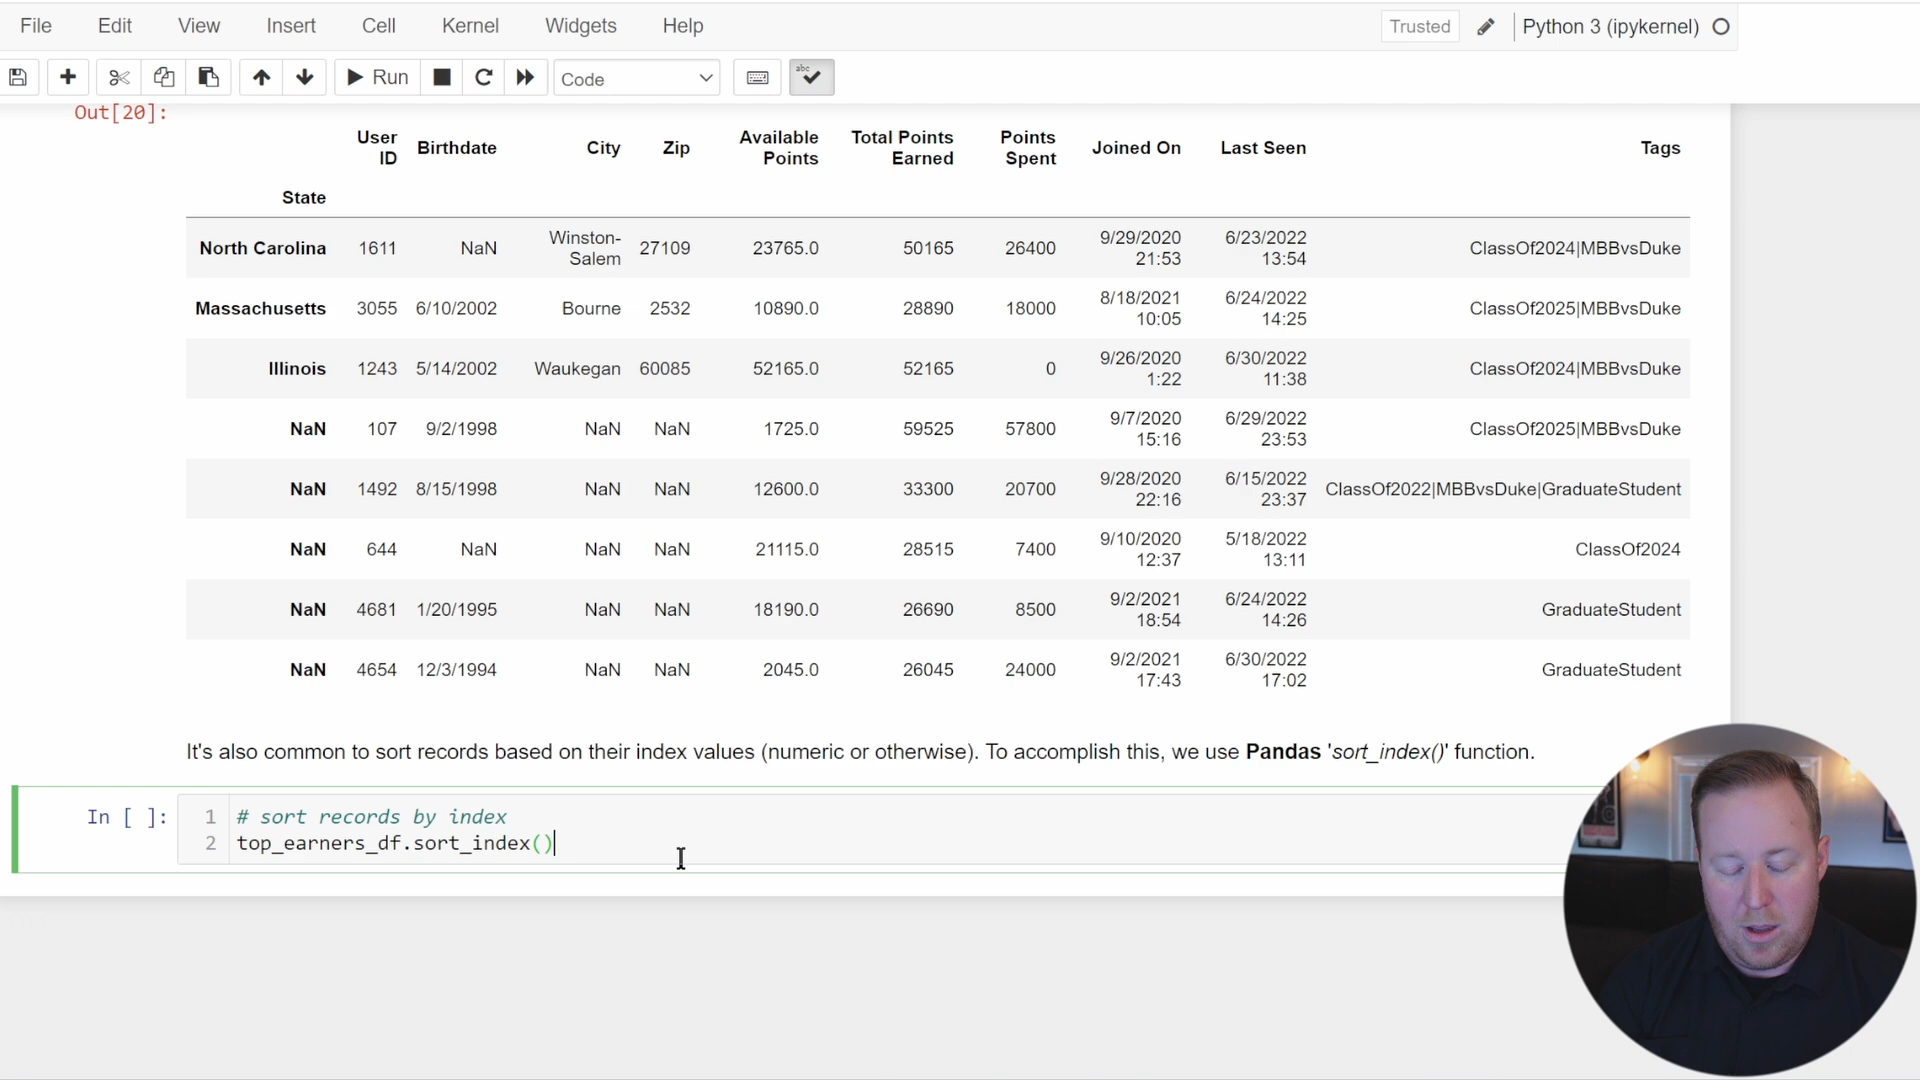 File Edit View Insert Cell Kernel Widgets Help Trusted Python 3 (ipykernel)
Run Code abc
Out[20]:
User ID Birthdate City Zip Available Points Total Points Earned Points Spent Joined On Last Seen Tags
State
North Carolina 1611 NaN Winston-Salem 27109 23765.0 50165 26400 9/29/2020 21:53 6/23/2022 13:54 ClassOf2024|MBBvsDuke
Massachusetts 3055 6/10/2002 Bourne 2532 10890.0 28890 18000 8/18/2021 10:05 6/24/2022 14:25 ClassOf2025|MBBvsDuke
Illinois 1243 5/14/2002 Waukegan 60085 52165.0 52165 0 9/26/2020 1:22 6/30/2022 11:38 ClassOf2024|MBBvsDuke
NaN 107 9/2/1998 NaN NaN 1725.0 59525 57800 9/7/2020 15:16 6/29/2022 23:53 ClassOf2025|MBBvsDuke
NaN 1492 8/15/1998 NaN NaN 12600.0 33300 20700 9/28/2020 22:16 6/15/2022 23:37 ClassOf2022|MBBvsDuke|GraduateStudent
NaN 644 NaN NaN NaN 21115.0 28515 7400 9/10/2020 12:37 5/18/2022 13:11 ClassOf2024
NaN 4681 1/20/1995 NaN NaN 18190.0 26690 8500 9/2/2021 18:54 6/24/2022 14:26 GraduateStudent
NaN 4654 12/3/1994 NaN NaN 2045.0 26045 24000 9/2/2021 17:43 6/30/2022 17:02 GraduateStudent
It's also common to sort records based on their index values (numeric or otherwise). To accomplish this, we use Pandas 'sort_index()' function.
In [ ]: 1 # sort records by index
2 top_earners_df.sort_index()